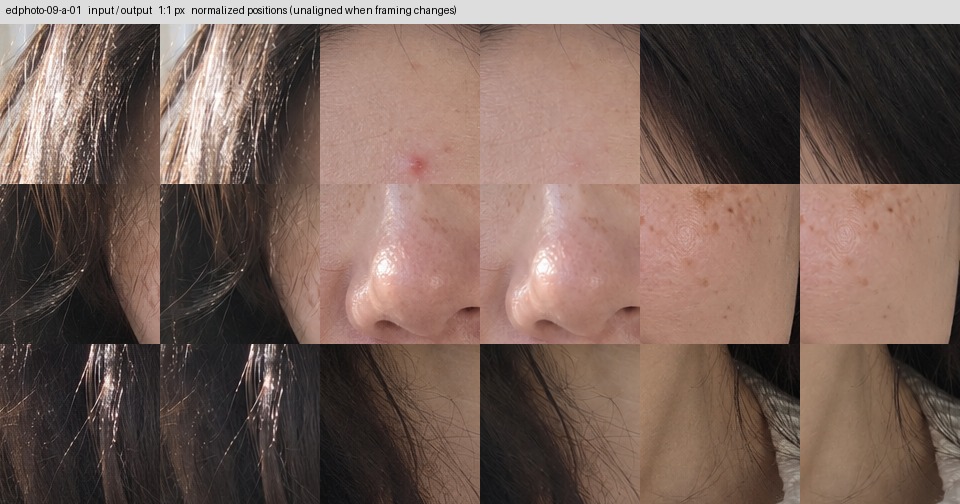 edphoto-09-a-01 input / output 1:1 px normalized positions (unaligned when framing changes)